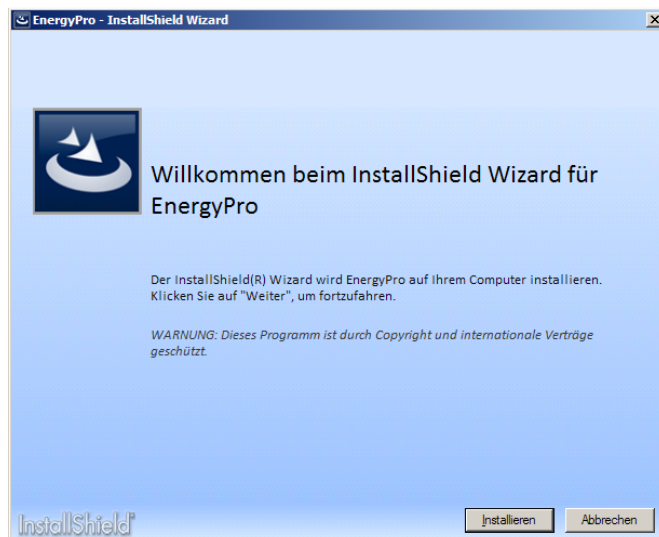 EnergyPro - InstallShield Wizard
Willkommen beim InstallShield Wizard für
EnergyPro
Der InstallShield(R) Wizard wird EnergyPro auf Ihrem Computer installieren.
Klicken Sie auf "Weiter", um fortzufahren.
WARNUNG: Dieses Programm ist durch Copyright und internationale Verträge
geschützt.
InstallShield
Installieren Abbrechen